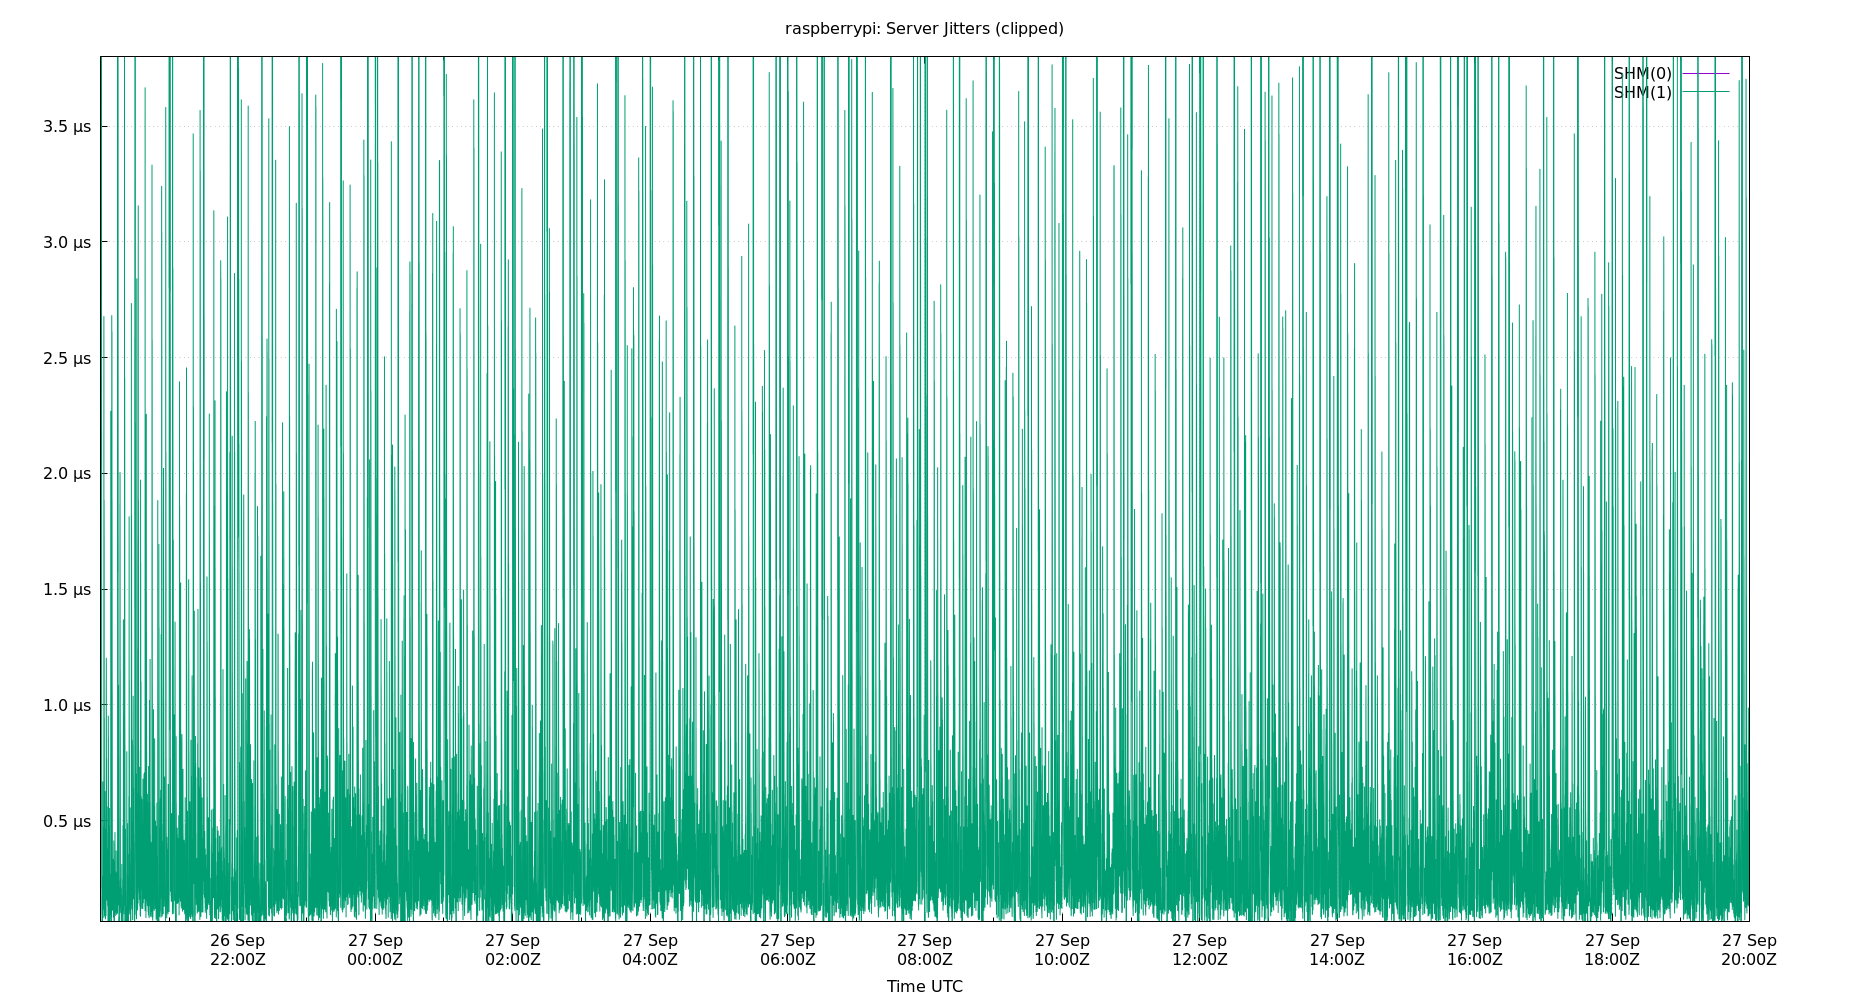 raspberrypi: Server Jitters (clipped)
SHM(0)
SHM(1)
3.5 µs
3.0 µs
2.5 µs
2.0 µs
1.5 µs
1.0 µs
0.5 µs
26 Sep 27 Sep 27 Sep 27 Sep 27 Sep 27 Sep 27 Sep 27 Sep 27 Sep 27 Sep 27 Sep 27 Sep
22:00Z 00:00Z 02:00Z 04:00Z 06:00Z 08:00Z 10:00Z 12:00Z 14:00Z 16:00Z 18:00Z 20:00Z
Time UTC